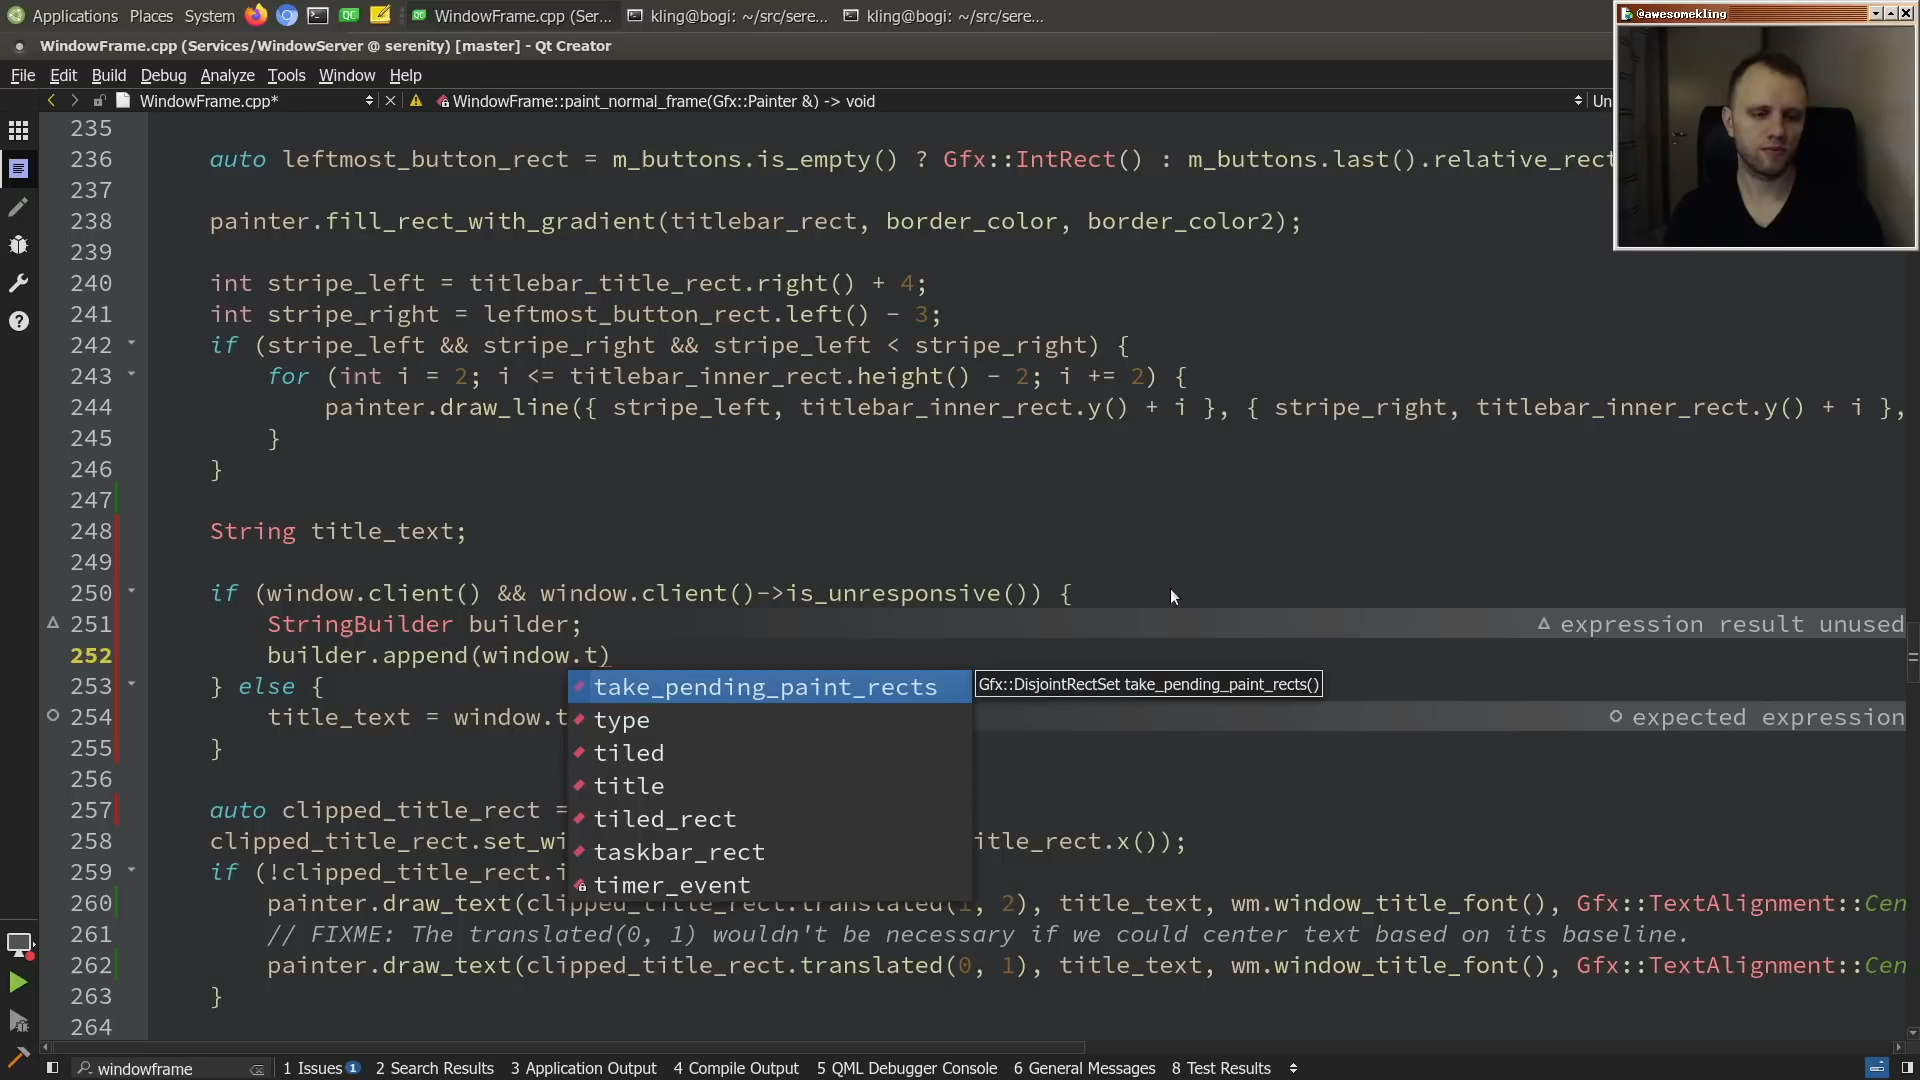 Applications Places System WindowFrame.cpp (Ser... kling@bogi: ~/src/sere... kling@bogi: ~/src/sere...
@awesomekling
WindowFrame.cpp (Services/WindowServer @ serenity) [master] - Qt Creator
File Edit Build Debug Analyze Tools Window Help
WindowFrame.cpp* WindowFrame::paint_normal_frame(Gfx::Painter &) -> void Un
235
236 auto leftmost_button_rect = m_buttons.is_empty() ? Gfx::IntRect() : m_buttons.last().relative_rect
237
238 painter.fill_rect_with_gradient(titlebar_rect, border_color, border_color2);
239
240 int stripe_left = titlebar_title_rect.right() + 4;
241 int stripe_right = leftmost_button_rect.left() - 3;
242 if (stripe_left && stripe_right && stripe_left < stripe_right) {
243 for (int i = 2; i <= titlebar_inner_rect.height() - 2; i += 2) {
244 painter.draw_line({ stripe_left, titlebar_inner_rect.y() + i }, { stripe_right, titlebar_inner_rect.y() + i },
245 }
246 }
247
248 String title_text;
249
250 if (window.client() && window.client()->is_unresponsive()) {
251 StringBuilder builder; expression result unused
252 builder.append(window.t)
253 } else {
take_pending_paint_rects Gfx::DisjointRectSet take_pending_paint_rects()
254 title_text = window.t expected expression
type
255 }
tiled
256
title
257 auto clipped_title_rect =
tiled_rect
258 clipped_title_rect.set_wi itle_rect.x());
taskbar_rect
259 if (!clipped_title_rect.i
timer_event
260 painter.draw_text(clipped_title_rect.translated(1, 2), title_text, wm.window_title_font(), Gfx::TextAlignment::Cen
261 // FIXME: The translated(0, 1) wouldn't be necessary if we could center text based on its baseline.
262 painter.draw_text(clipped_title_rect.translated(0, 1), title_text, wm.window_title_font(), Gfx::TextAlignment::Cen
263 }
264
windowframe 1 Issues 1 2 Search Results 3 Application Output 4 Compile Output 5 QML Debugger Console 6 General Messages 8 Test Results